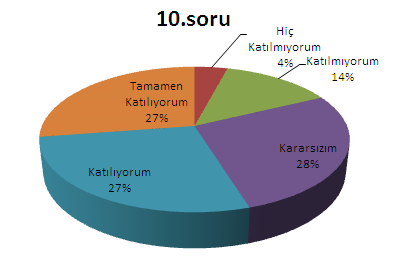 10.soru
Hiç
Katılmıyorum
4%
Katılmıyorum
14%
Kararsızım
28%
Katılıyorum
27%
Tamamen
Katılıyorum
27%